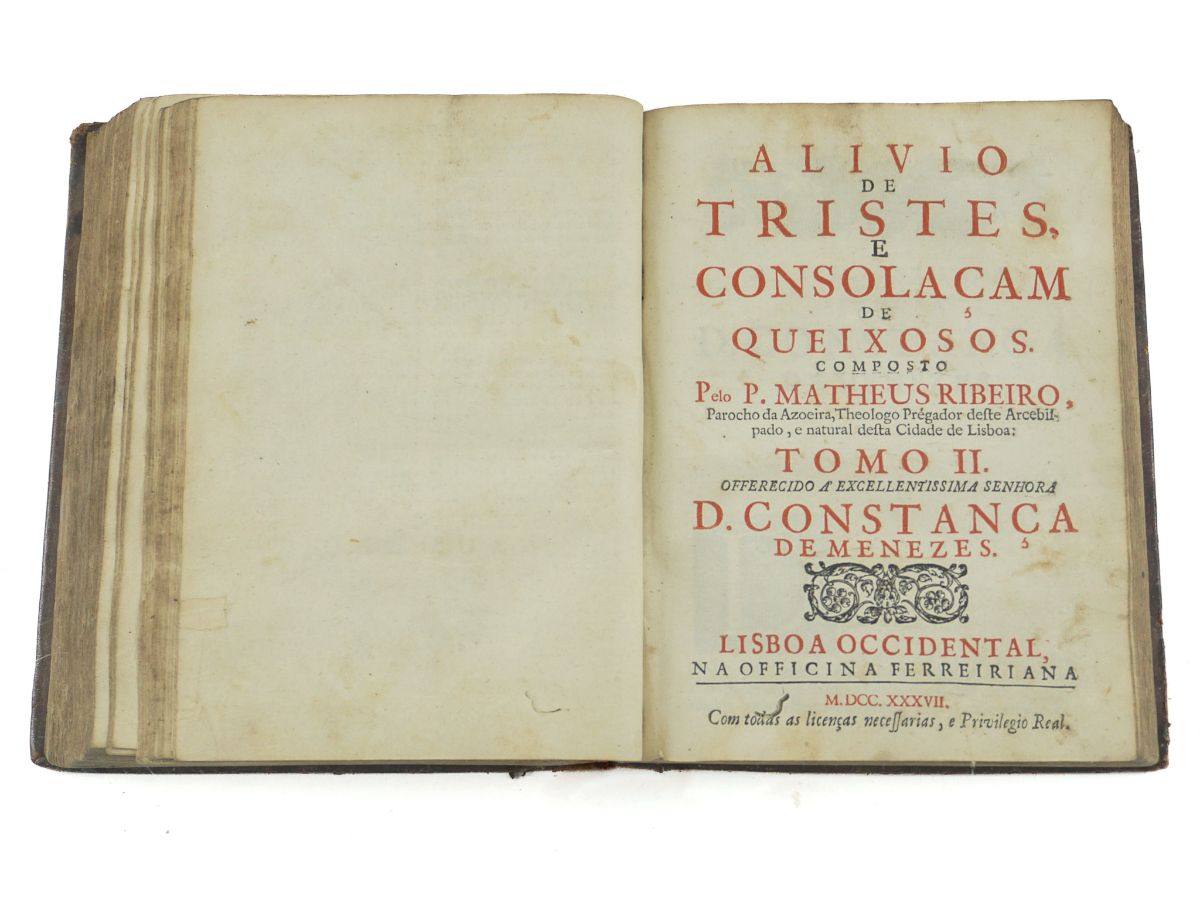 ALIVIO
DE
TRISTES,
E
CONSOLAÇAM
DE
QUEIXOSOS.
COMPOSTO
Pelo P. MATHEUS RIBEIRO,
Parocho da Azoeira, Theologo Prégador deste Arcebis-
pado, e natural desta Cidade de Lisboa:
TOMO II.
OFFERECIDO A' EXCELLENTISSIMA SENHORA
D. CONSTANÇA
DE MENEZES.
LISBOA OCCIDENTAL,
NA OFFICINA FERREIRIANA
M. DCC. XXXVII.
Com todas as licenças necessarias, e Privilegio Real.